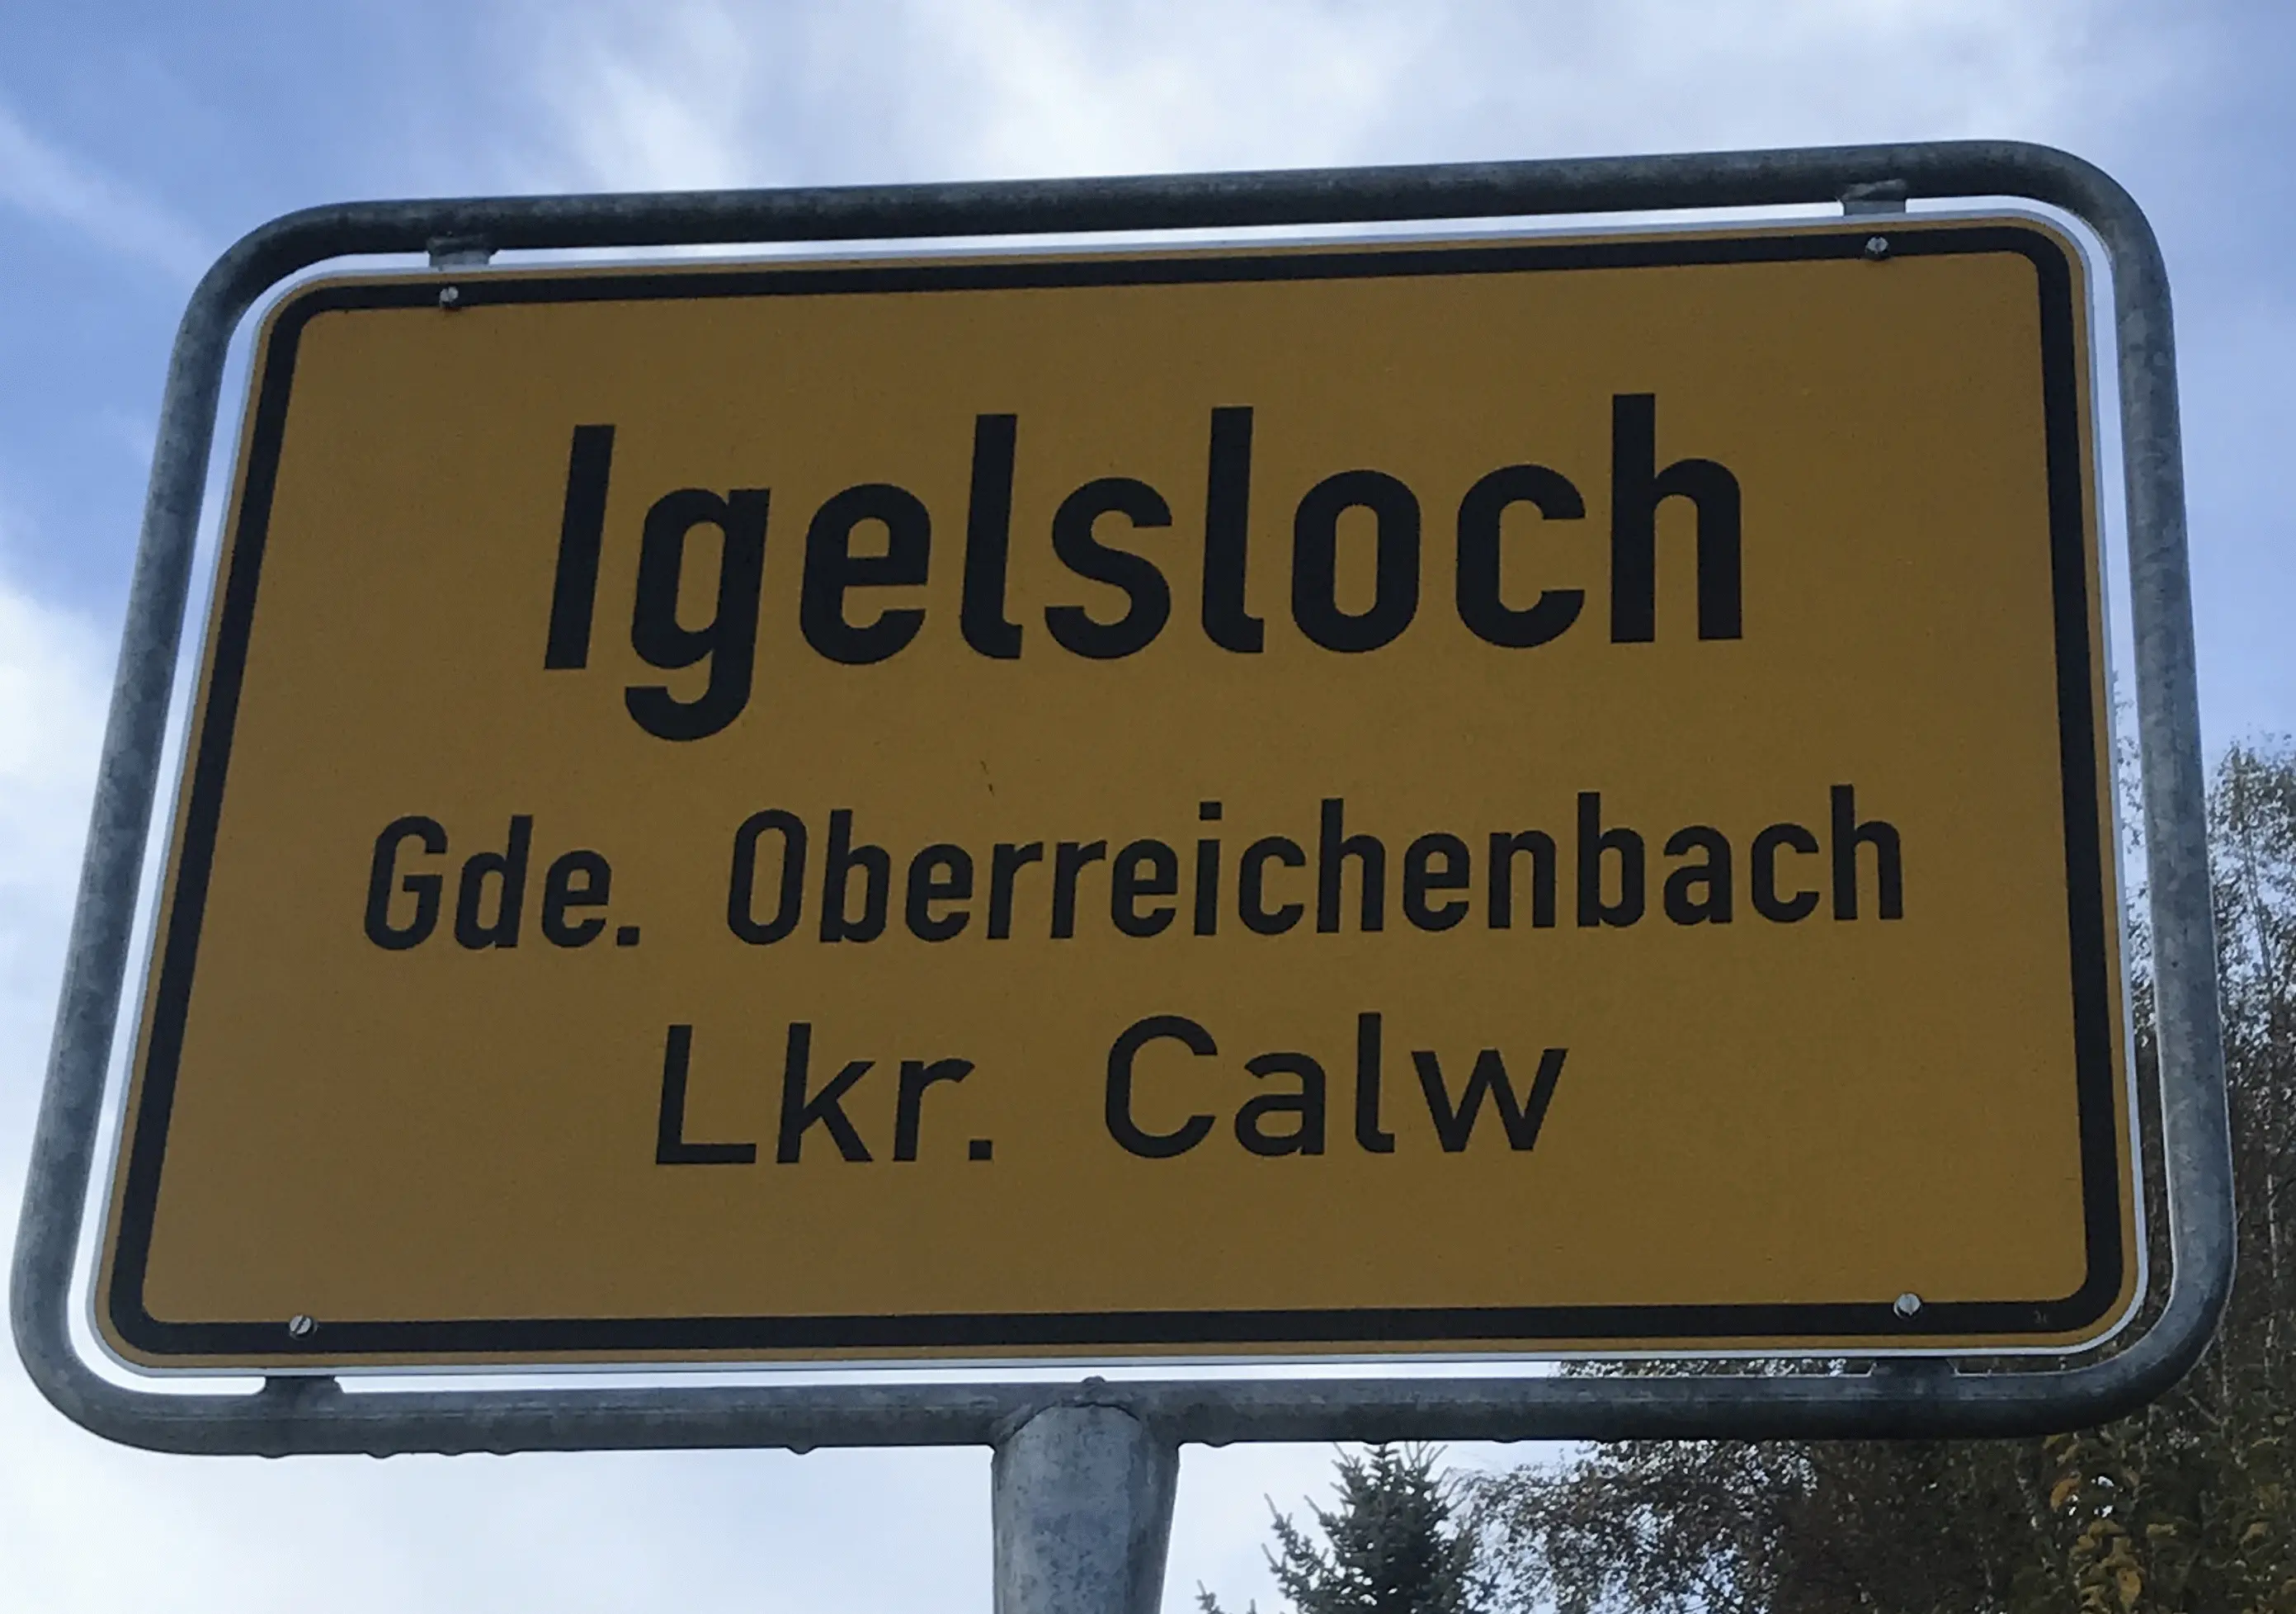 Igelsloch
Gde. Oberreichenbach
Lkr. Calw